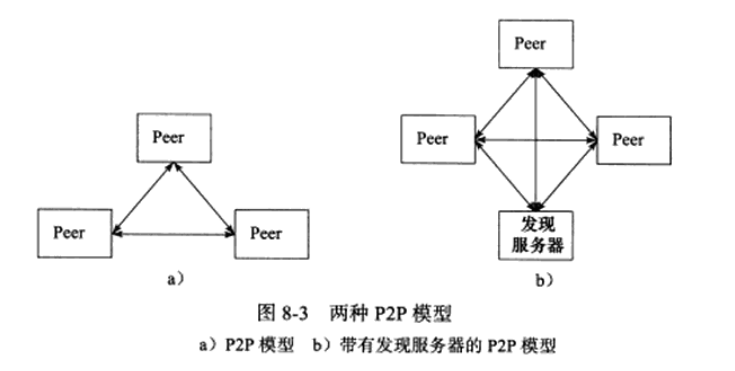 Peer
Peer
Peer
a）
Peer
Peer
Peer
发现
服务器
b）
图 8-3 两种 P2P 模型
a）P2P 模型 b）带有发现服务器的 P2P 模型